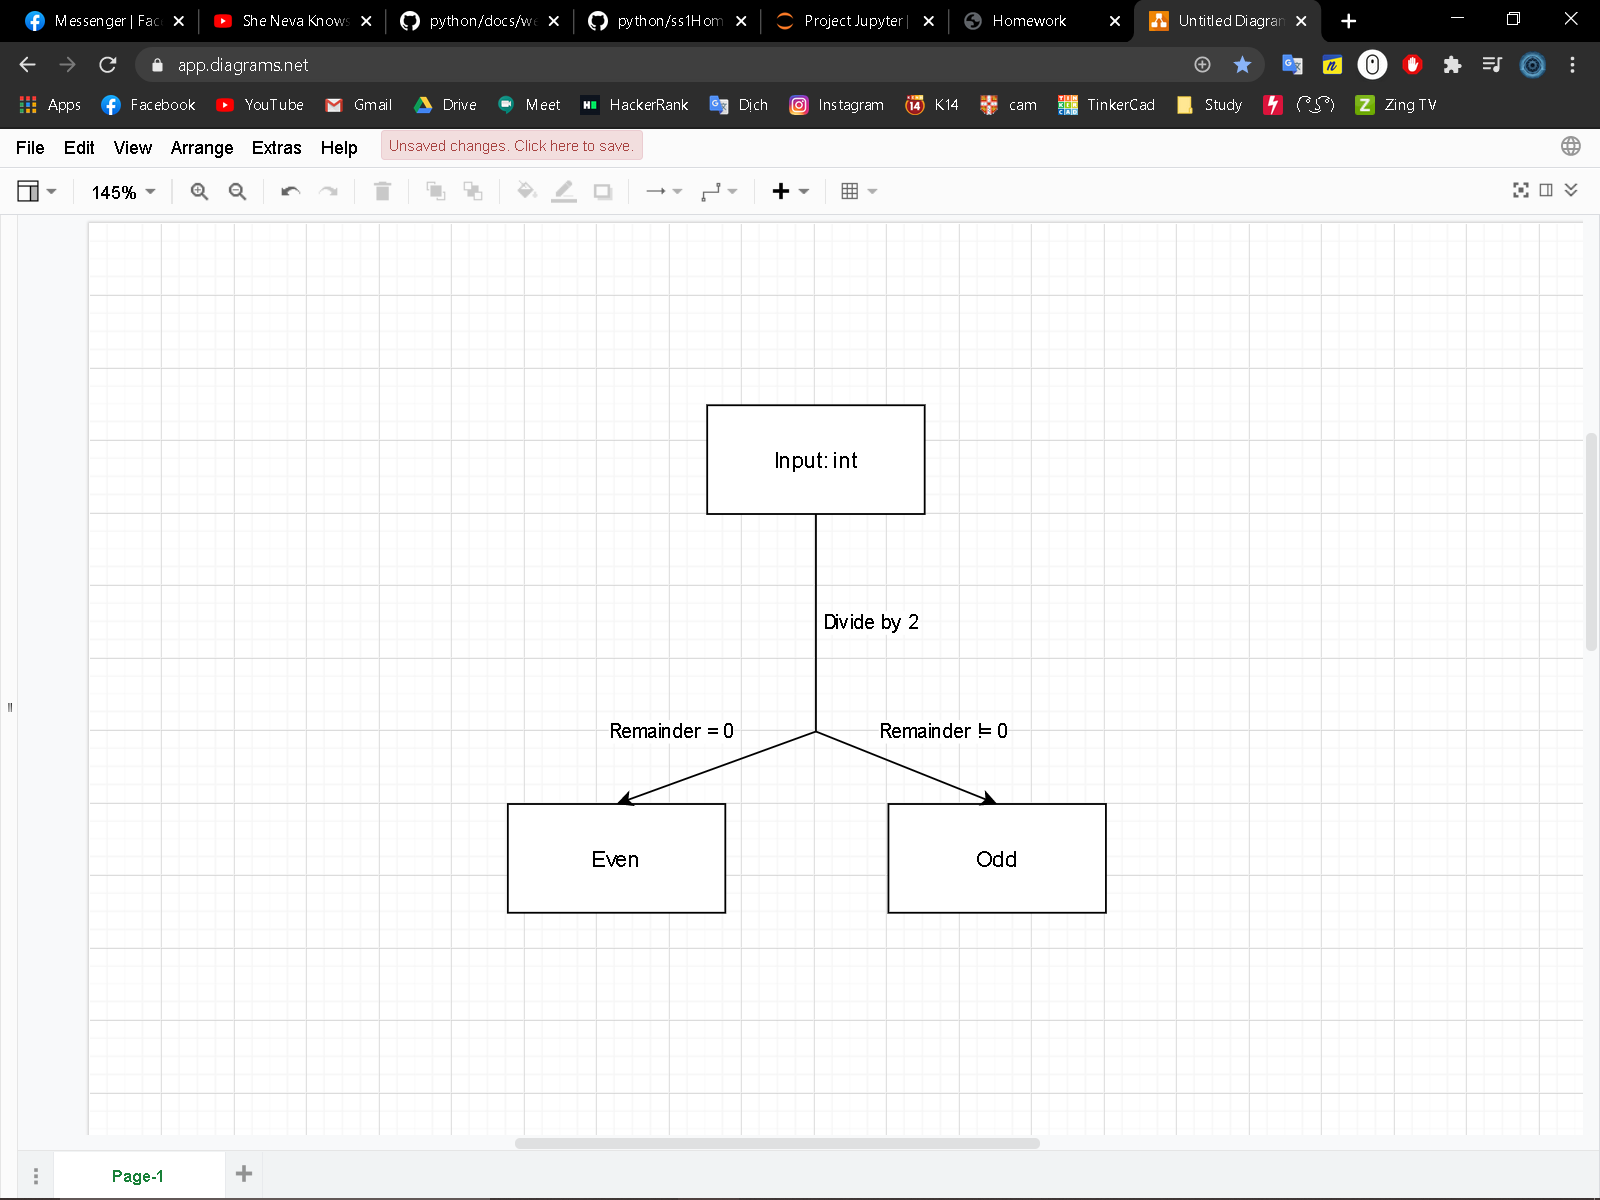 Messenger | Fac
She Neva Knows
python/docs/we
python/ss1Hom
Project Jupyter |
Homework
Untitled Diagram
app.diagrams.net
Apps
Facebook
YouTube
Gmail
Drive
Meet
HackerRank
Dich
Instagram
K14
cam
TinkerCad
Study
( ͡° ͜ʖ ͡°)
Zing TV
File Edit View Arrange Extras Help
Unsaved changes. Click here to save.
145%
Input: int
Divide by 2
Remainder = 0
Remainder != 0
Even
Odd
Page-1